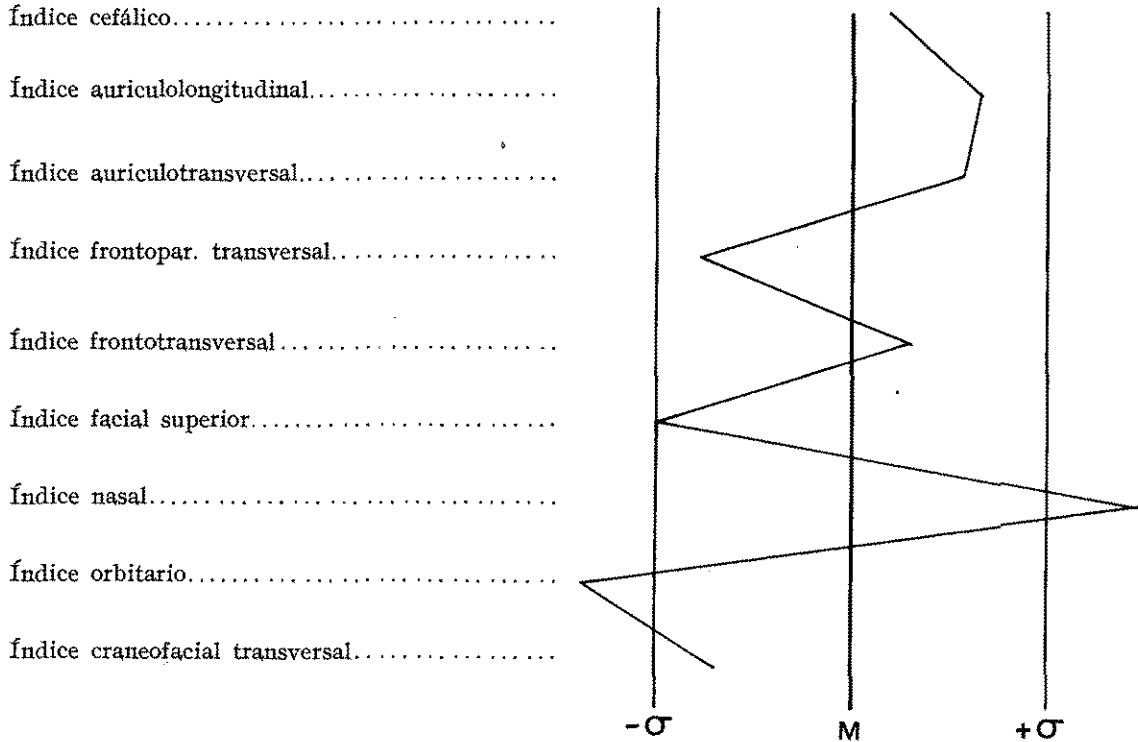 Índice cefálico.............................
Índice auriculolongitudinal...................
Índice auriculotransversal....................
Índice frontopar. transversal.................
Índice frontotransversal......................
Índice facial superior........................
Índice nasal..................................
Índice orbitario..............................
Índice craneofacial transversal...............
-σ M +σ